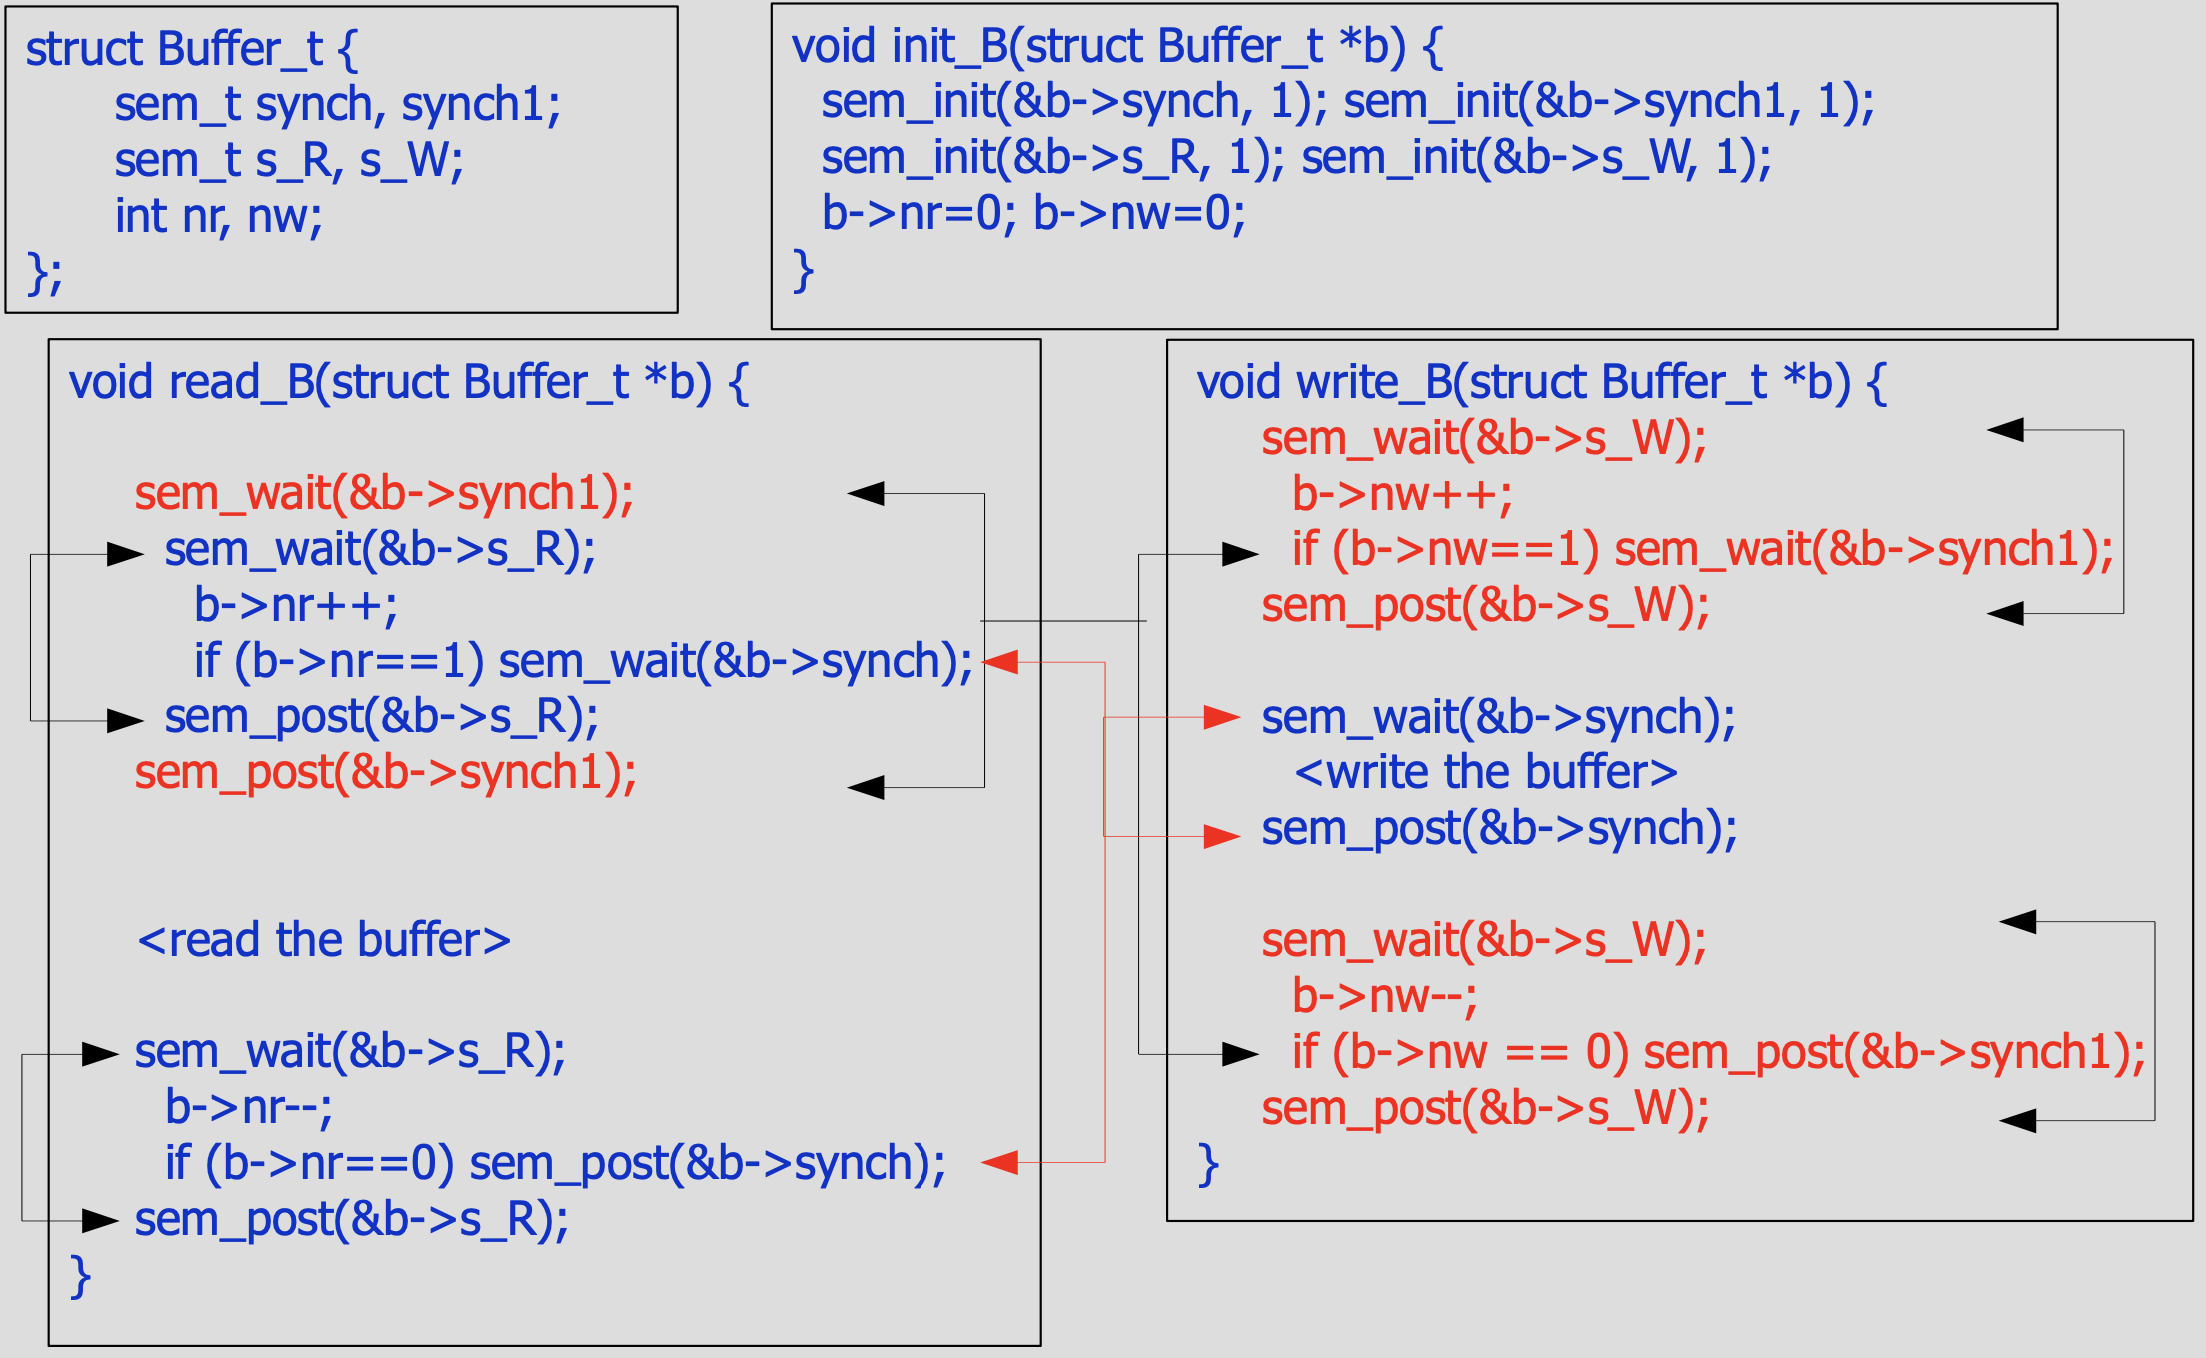 struct Buffer_t {
sem_t synch, synch1;
sem_t s_R, s_W;
int nr, nw;
};
void init_B(struct Buffer_t *b) {
sem_init(&b->synch, 1); sem_init(&b->synch1, 1);
sem_init(&b->s_R, 1); sem_init(&b->s_W, 1);
b->nr=0; b->nw=0;
}
void read_B(struct Buffer_t *b) {
sem_wait(&b->synch1);
sem_wait(&b->s_R);
b->nr++;
if (b->nr==1) sem_wait(&b->synch);
sem_post(&b->s_R);
sem_post(&b->synch1);
<read the buffer>
sem_wait(&b->s_R);
b->nr--;
if (b->nr==0) sem_post(&b->synch);
sem_post(&b->s_R);
}
void write_B(struct Buffer_t *b) {
sem_wait(&b->s_W);
b->nw++;
if (b->nw==1) sem_wait(&b->synch1);
sem_post(&b->s_W);
sem_wait(&b->synch);
<write the buffer>
sem_post(&b->synch);
sem_wait(&b->s_W);
b->nw--;
if (b->nw == 0) sem_post(&b->synch1);
sem_post(&b->s_W);
}